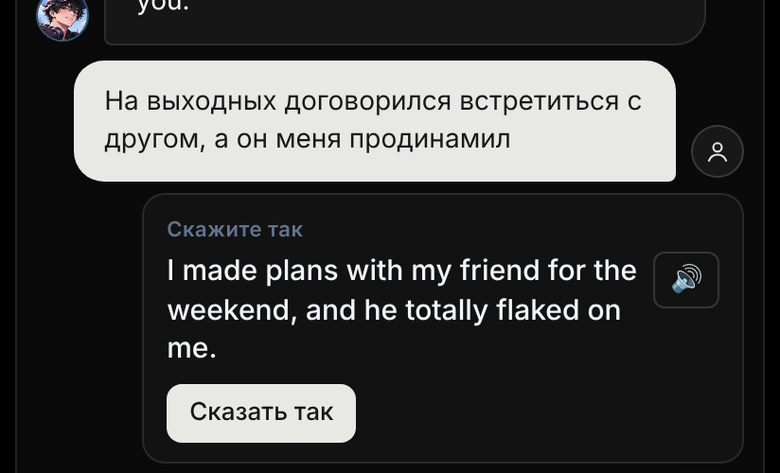 you.
На выходных договорился встретиться с
другом, а он меня продинамил
Скажите так
I made plans with my friend for the
weekend, and he totally flaked on
me.
Сказать так